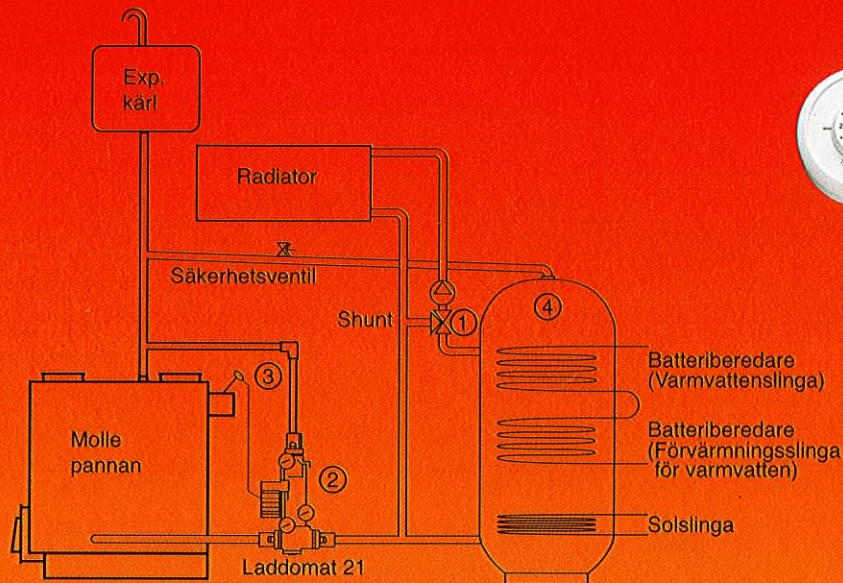 Exp.
kärl
Radiator
Säkerhetsventil
Shunt
①
④
Batteriberedare
(Varmvattenslinga)
③
Molle
pannan
Batteriberedare
(Förvärmningsslinga
för varmvatten)
②
Solslinga
Laddomat 21